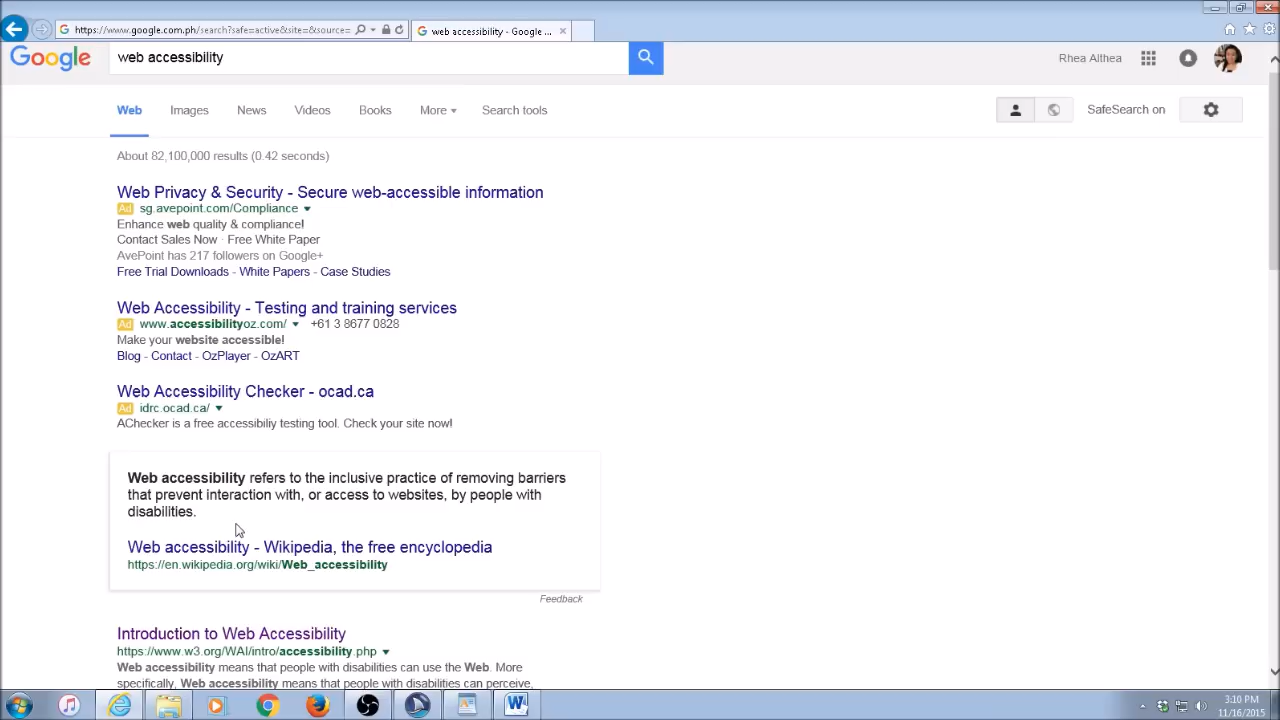 https://www.google.com.ph/search?safe=active&site=&source=
web accessibility - Google ...
Google
web accessibility
Rhea Althea
Web Images News Videos Books More Search tools
SafeSearch on
About 82,100,000 results (0.42 seconds)
Web Privacy & Security - Secure web-accessible information
Ad sg.avepoint.com/Compliance
Enhance web quality & compliance!
Contact Sales Now · Free White Paper
AvePoint has 217 followers on Google+
Free Trial Downloads - White Papers - Case Studies
Web Accessibility - Testing and training services
Ad www.accessibilityoz.com/ +61 3 8677 0828
Make your website accessible!
Blog - Contact - OzPlayer - OzART
Web Accessibility Checker - ocad.ca
Ad idrc.ocad.ca/
AChecker is a free accessibiliy testing tool. Check your site now!
Web accessibility refers to the inclusive practice of removing barriers
that prevent interaction with, or access to websites, by people with
disabilities.
Web accessibility - Wikipedia, the free encyclopedia
https://en.wikipedia.org/wiki/Web_accessibility
Feedback
Introduction to Web Accessibility
https://www.w3.org/WAI/intro/accessibility.php
Web accessibility means that people with disabilities can use the Web. More
specifically, Web accessibility means that people with disabilities can perceive,
3:10 PM
11/16/2015